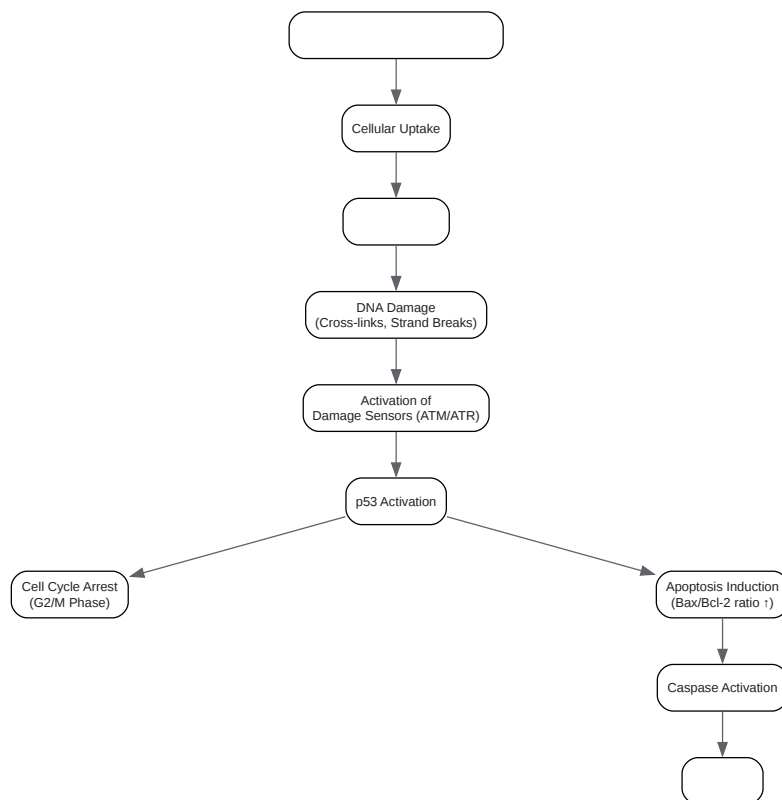 Cellular Uptake
DNA Damage
(Cross-links, Strand Breaks)
Activation of
Damage Sensors (ATM/ATR)
p53 Activation
Cell Cycle Arrest
(G2/M Phase)
Apoptosis Induction
(Bax/Bcl-2 ratio ↑)
Caspase Activation